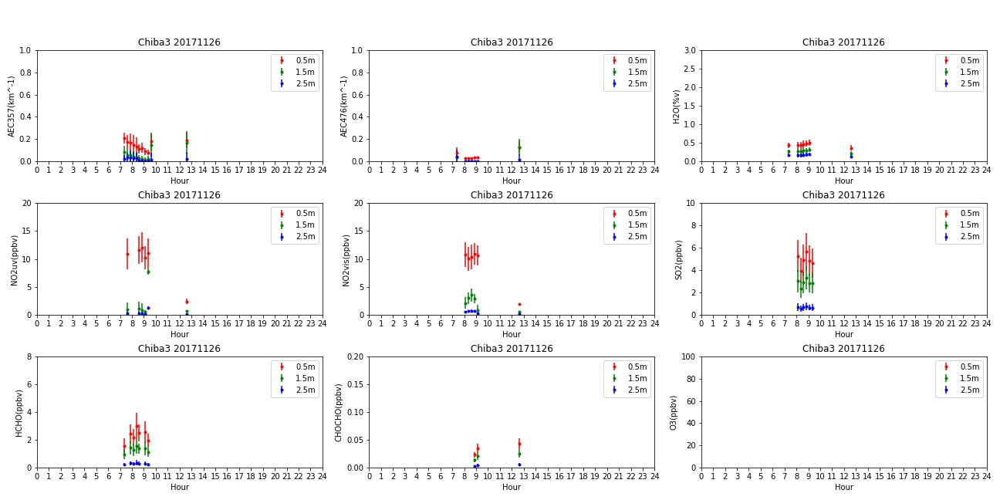 Chiba3 20171126
AEC357(km^-1)
1.0
0.8
0.6
0.4
0.2
0.0
0.5m
1.5m
2.5m
0 1 2 3 4 5 6 7 8 9 10 11 12 13 14 15 16 17 18 19 20 21 22 23 24
Hour
Chiba3 20171126
AEC476(km^-1)
1.0
0.8
0.6
0.4
0.2
0.0
0.5m
1.5m
2.5m
0 1 2 3 4 5 6 7 8 9 10 11 12 13 14 15 16 17 18 19 20 21 22 23 24
Hour
Chiba3 20171126
H2O(%v)
3.0
2.5
2.0
1.5
1.0
0.5
0.0
0.5m
1.5m
2.5m
0 1 2 3 4 5 6 7 8 9 10 11 12 13 14 15 16 17 18 19 20 21 22 23 24
Hour
Chiba3 20171126
NO2uv(ppbv)
20
15
10
5
0
0.5m
1.5m
2.5m
0 1 2 3 4 5 6 7 8 9 10 11 12 13 14 15 16 17 18 19 20 21 22 23 24
Hour
Chiba3 20171126
NO2vis(ppbv)
20
15
10
5
0
0.5m
1.5m
2.5m
0 1 2 3 4 5 6 7 8 9 10 11 12 13 14 15 16 17 18 19 20 21 22 23 24
Hour
Chiba3 20171126
SO2(ppbv)
10
8
6
4
2
0
0.5m
1.5m
2.5m
0 1 2 3 4 5 6 7 8 9 10 11 12 13 14 15 16 17 18 19 20 21 22 23 24
Hour
Chiba3 20171126
HCHO(ppbv)
8
6
4
2
0
0.5m
1.5m
2.5m
0 1 2 3 4 5 6 7 8 9 10 11 12 13 14 15 16 17 18 19 20 21 22 23 24
Hour
Chiba3 20171126
CHOCHO(ppbv)
0.20
0.15
0.10
0.05
0.00
0.5m
1.5m
2.5m
0 1 2 3 4 5 6 7 8 9 10 11 12 13 14 15 16 17 18 19 20 21 22 23 24
Hour
Chiba3 20171126
O3(ppbv)
100
80
60
40
20
0
0.5m
1.5m
2.5m
0 1 2 3 4 5 6 7 8 9 10 11 12 13 14 15 16 17 18 19 20 21 22 23 24
Hour